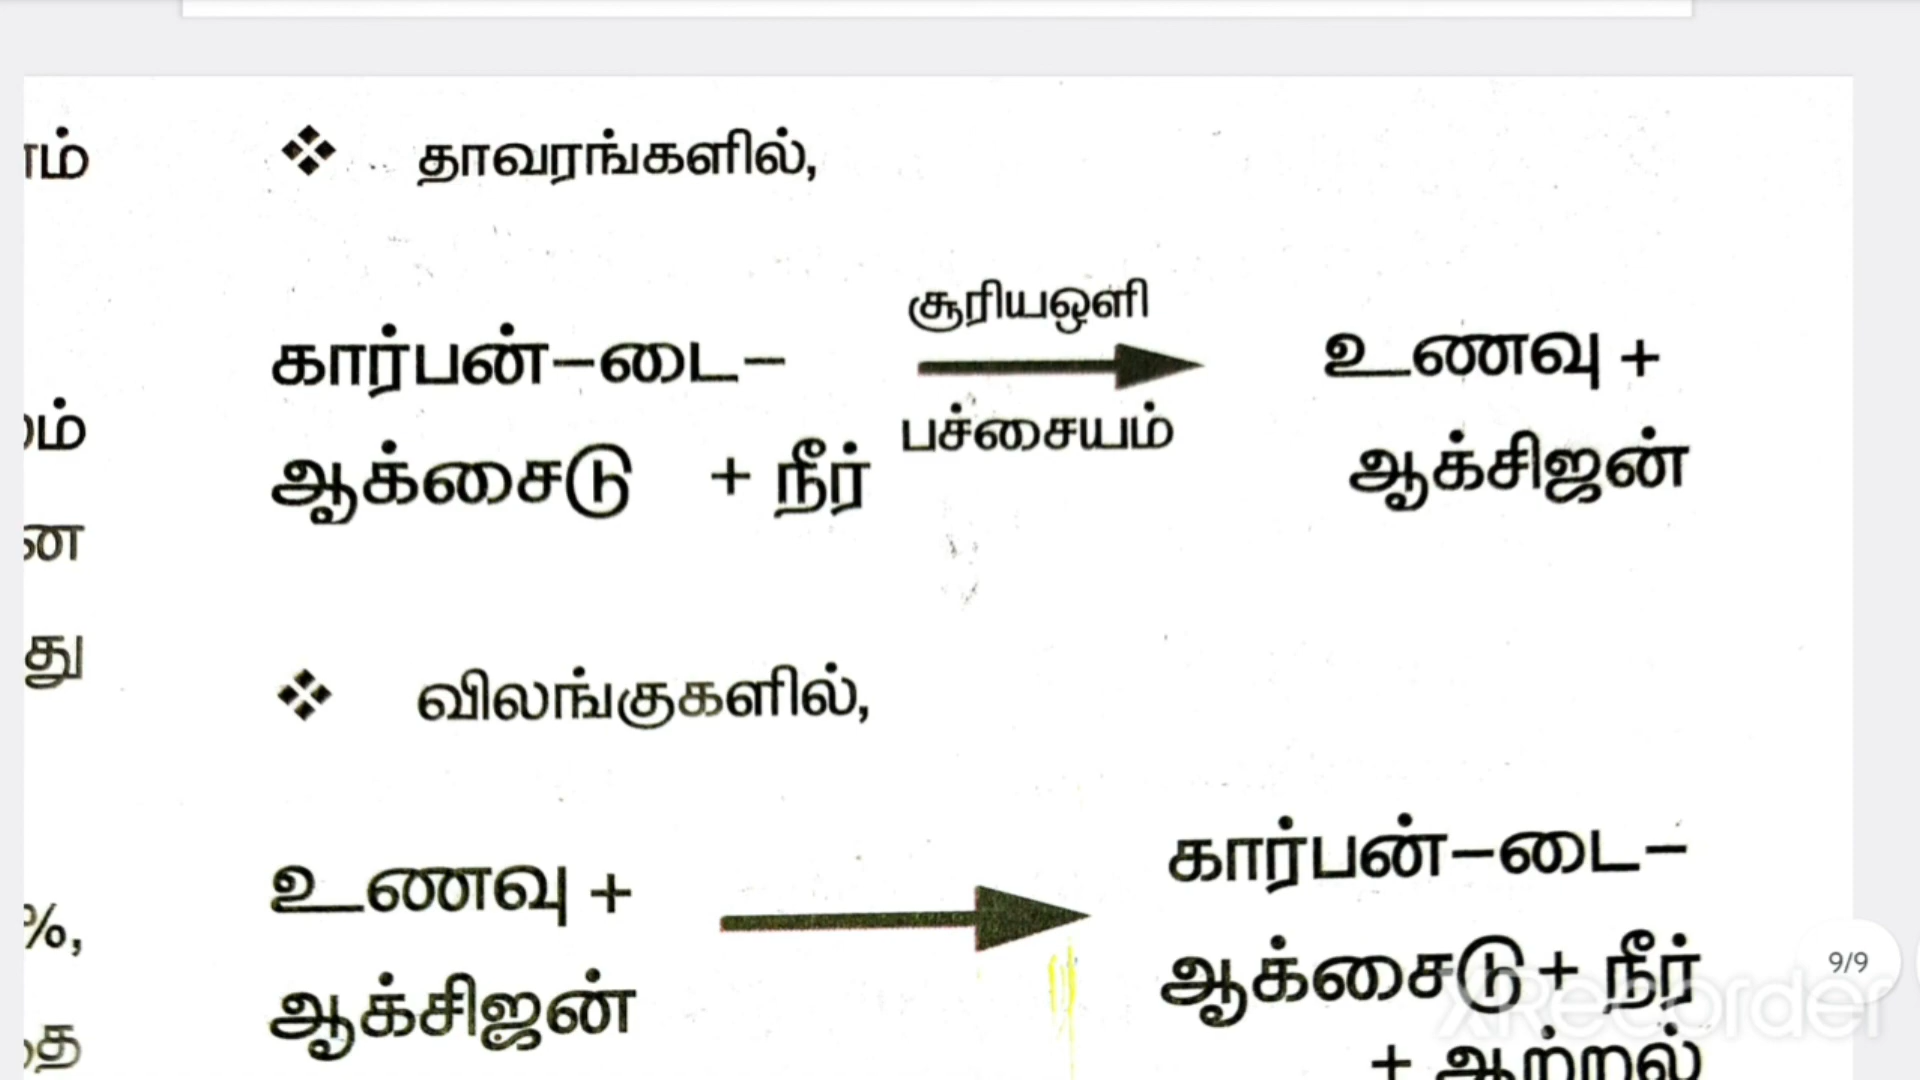 ❖ தாவரங்களில்,
சூரியஒளி
கார்பன்–டை– உணவு +
பச்சையம்
ஆக்சைடு + நீர் ஆக்சிஜன்
❖ விலங்குகளில்,
கார்பன்–டை–
உணவு +
ஆக்சைடு + நீர்
ஆக்சிஜன்
+ ஆற்றல்
%,
து
9/9
XRecorder